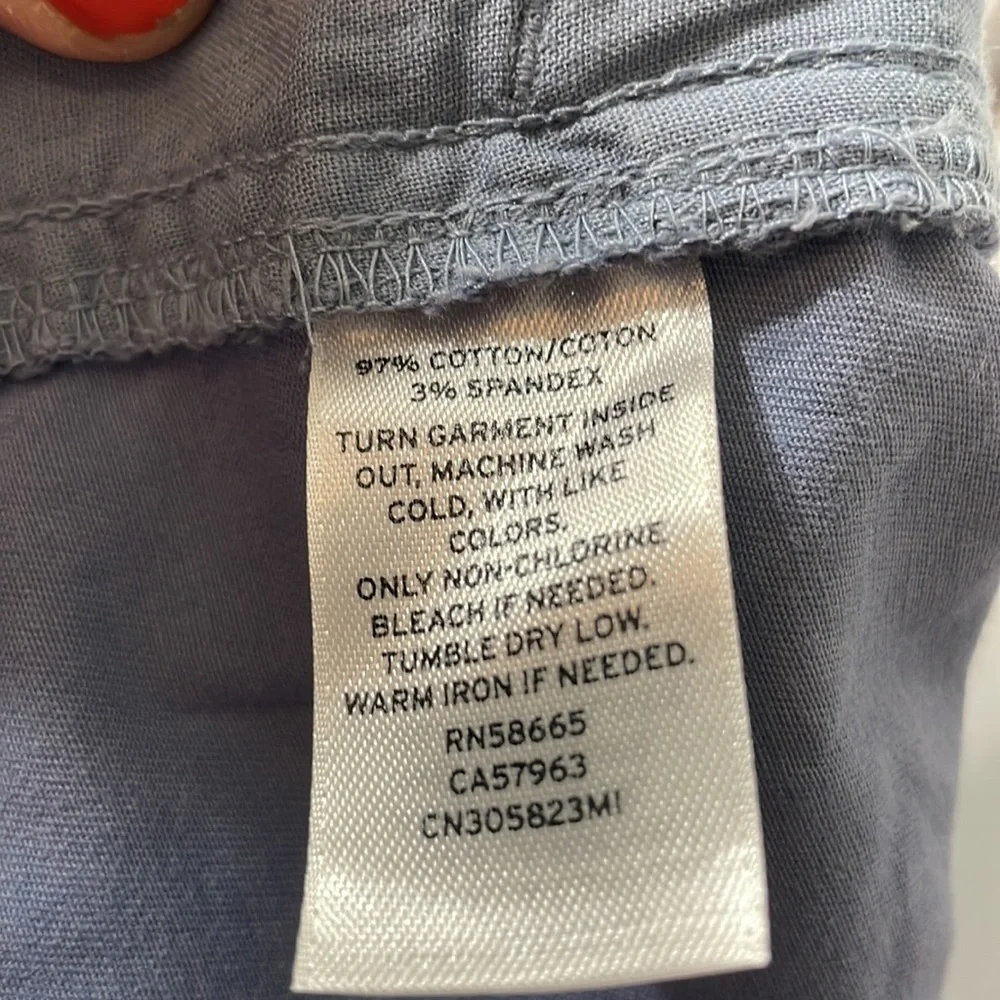 97% COTTON/COTON
3% SPANDEX
TURN GARMENT INSIDE
OUT, MACHINE WASH
COLD, WITH LIKE
COLORS.
ONLY NON-CHLORINE
BLEACH IF NEEDED.
TUMBLE DRY LOW.
WARM IRON IF NEEDED.
RN58665
CA57963
CN305823MI